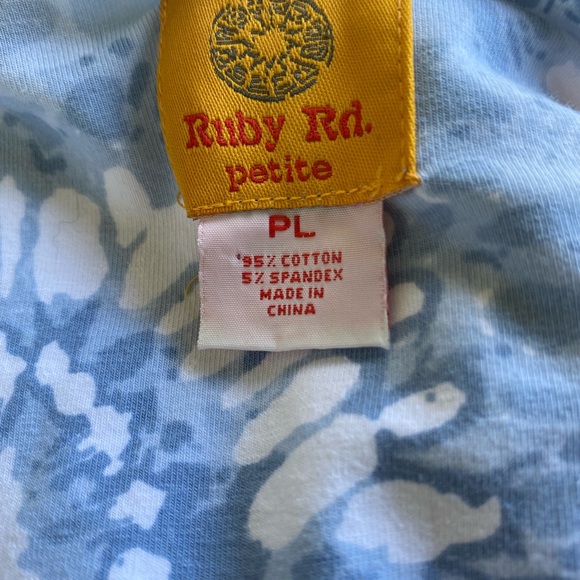 Ruby Rd.
petite
PL
95% COTTON
5% SPANDEX
MADE IN
CHINA